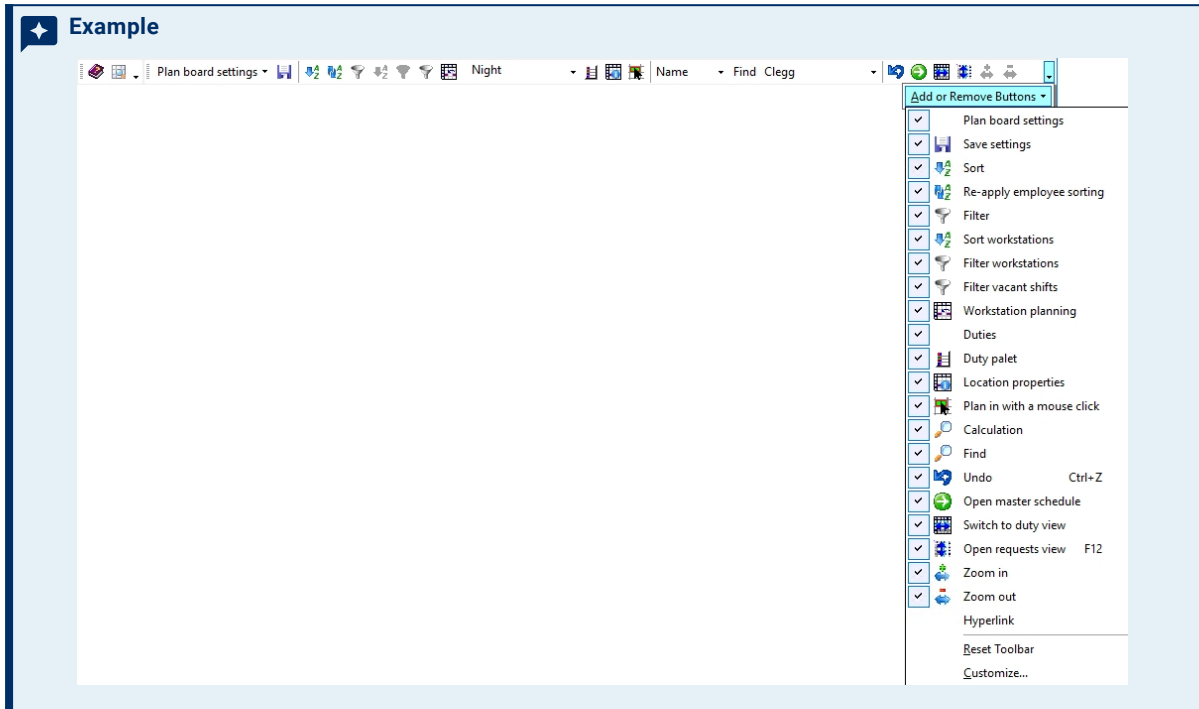 Example
Plan board settings Night Name Find Clegg
Add or Remove Buttons
Plan board settings
Save settings
Sort
Re-apply employee sorting
Filter
Sort workstations
Filter workstations
Filter vacant shifts
Workstation planning
Duties
Duty palet
Location properties
Plan in with a mouse click
Calculation
Find
Undo Ctrl+Z
Open master schedule
Switch to duty view
Open requests view F12
Zoom in
Zoom out
Hyperlink
Reset Toolbar
Customize...